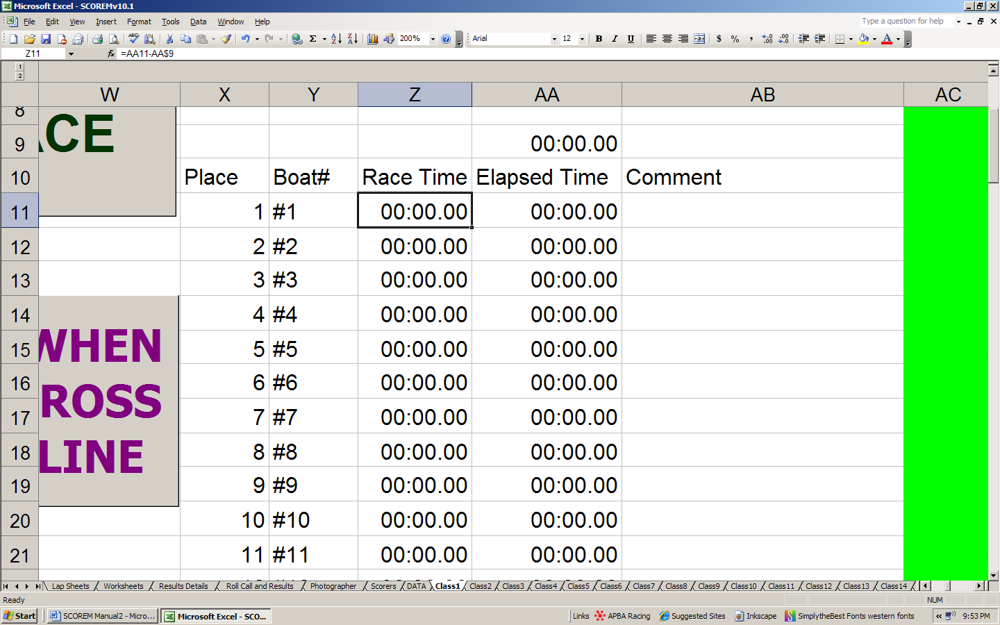 Microsoft Excel - SCOREMv10.1
File Edit View Insert Format Tools Data Window Help Type a question for help
200% Arial 12 B I U $ % ,
Z11 fx =AA11-AA$9
1
2
W X Y Z AA AB AC
8
9 00:00.00
10 Place Boat# Race Time Elapsed Time Comment
11 1 #1 00:00.00 00:00.00
12 2 #2 00:00.00 00:00.00
13 3 #3 00:00.00 00:00.00
14 4 #4 00:00.00 00:00.00
15 5 #5 00:00.00 00:00.00
16 6 #6 00:00.00 00:00.00
17 7 #7 00:00.00 00:00.00
18 8 #8 00:00.00 00:00.00
19 9 #9 00:00.00 00:00.00
20 10 #10 00:00.00 00:00.00
21 11 #11 00:00.00 00:00.00
ACE
WHEN
ROSS
LINE
Lap Sheets Worksheets Results Details Roll Call and Results Photographer Scorers DATA Class1 Class2 Class3 Class4 Class5 Class6 Class7 Class8 Class9 Class10 Class11 Class12 Class13 Class14
Ready NUM
Start SCOREM Manual2 - Micro... Microsoft Excel - SCO... Links APBA Racing Suggested Sites Inkscape SimplytheBest Fonts western fonts « 9:53 PM